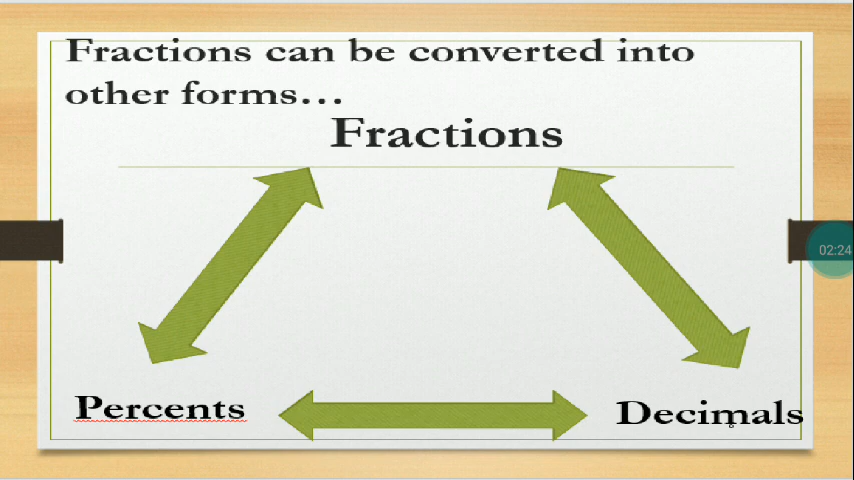 Fractions can be converted into
other forms...
Fractions
02:24
Percents
Decimals